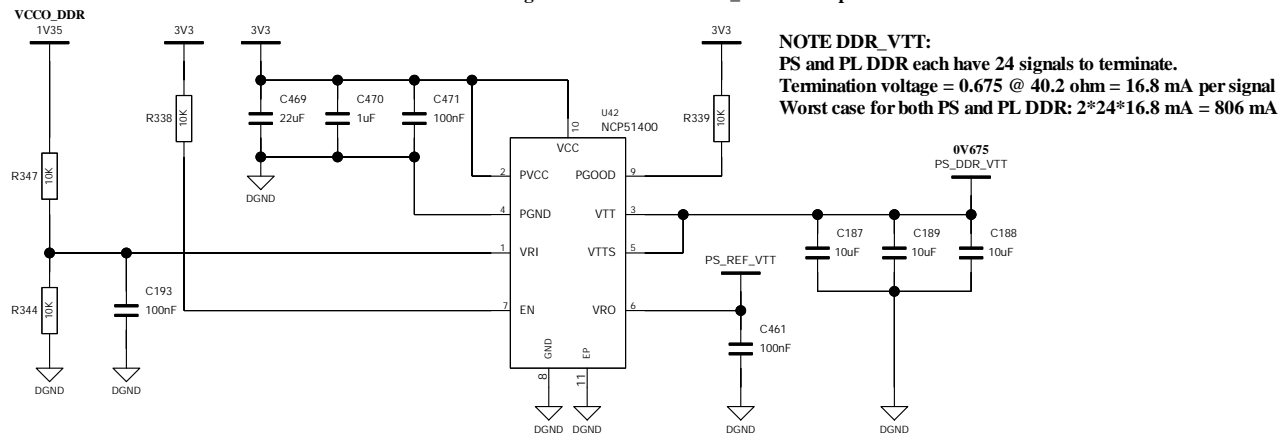 VCCO_DDR
1V35
3V3
3V3
3V3
NOTE DDR_VTT:
PS and PL DDR each have 24 signals to terminate.
Termination voltage = 0.675 @ 40.2 ohm = 16.8 mA per signal
Worst case for both PS and PL DDR: 2*24*16.8 mA = 806 mA
R338
10K
C469
22uF
C470
1uF
C471
100nF
U42
NCP51400
R339
10K
10
VCC
R347
10K
DGND
2
PVCC
PGOOD
9
0V675
PS_DDR_VTT
4
PGND
VTT
3
1
VRI
VTTS
5
C187
10uF
C189
10uF
C188
10uF
PS_REF_VTT
R344
10K
C193
100nF
7
EN
VRO
6
C461
100nF
GND
EP
8
11
DGND
DGND
DGND
DGND
DGND
DGND